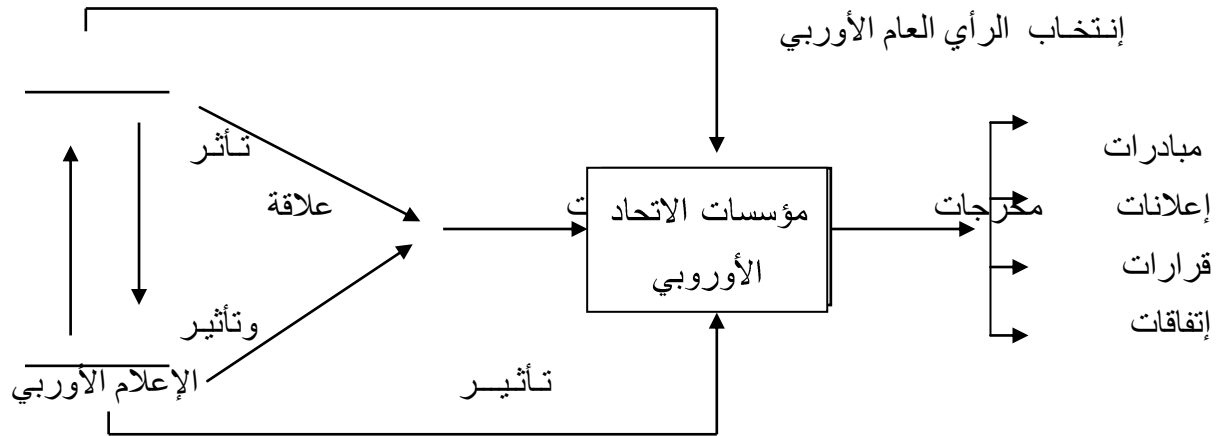 إنتخاب الرأي العام الأوربي
تأثر
علاقة
مؤسسات الاتحاد
الأوروبي
مخرجات
مبادرات
إعلانات
قرارات
إتفاقات
وتأثير
الإعلام الأوربي
تأثير